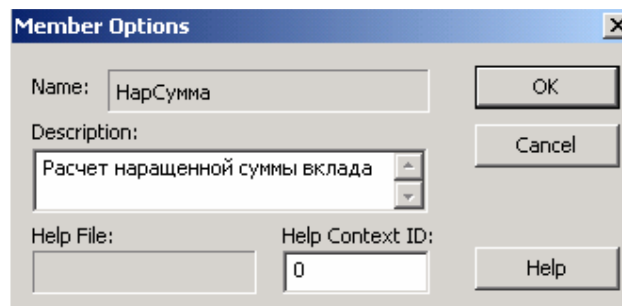 Member Options
Name: НарСумма
OK
Description:
Cancel
Расчет наращенной суммы вклада
Help File:
Help Context ID:
0
Help